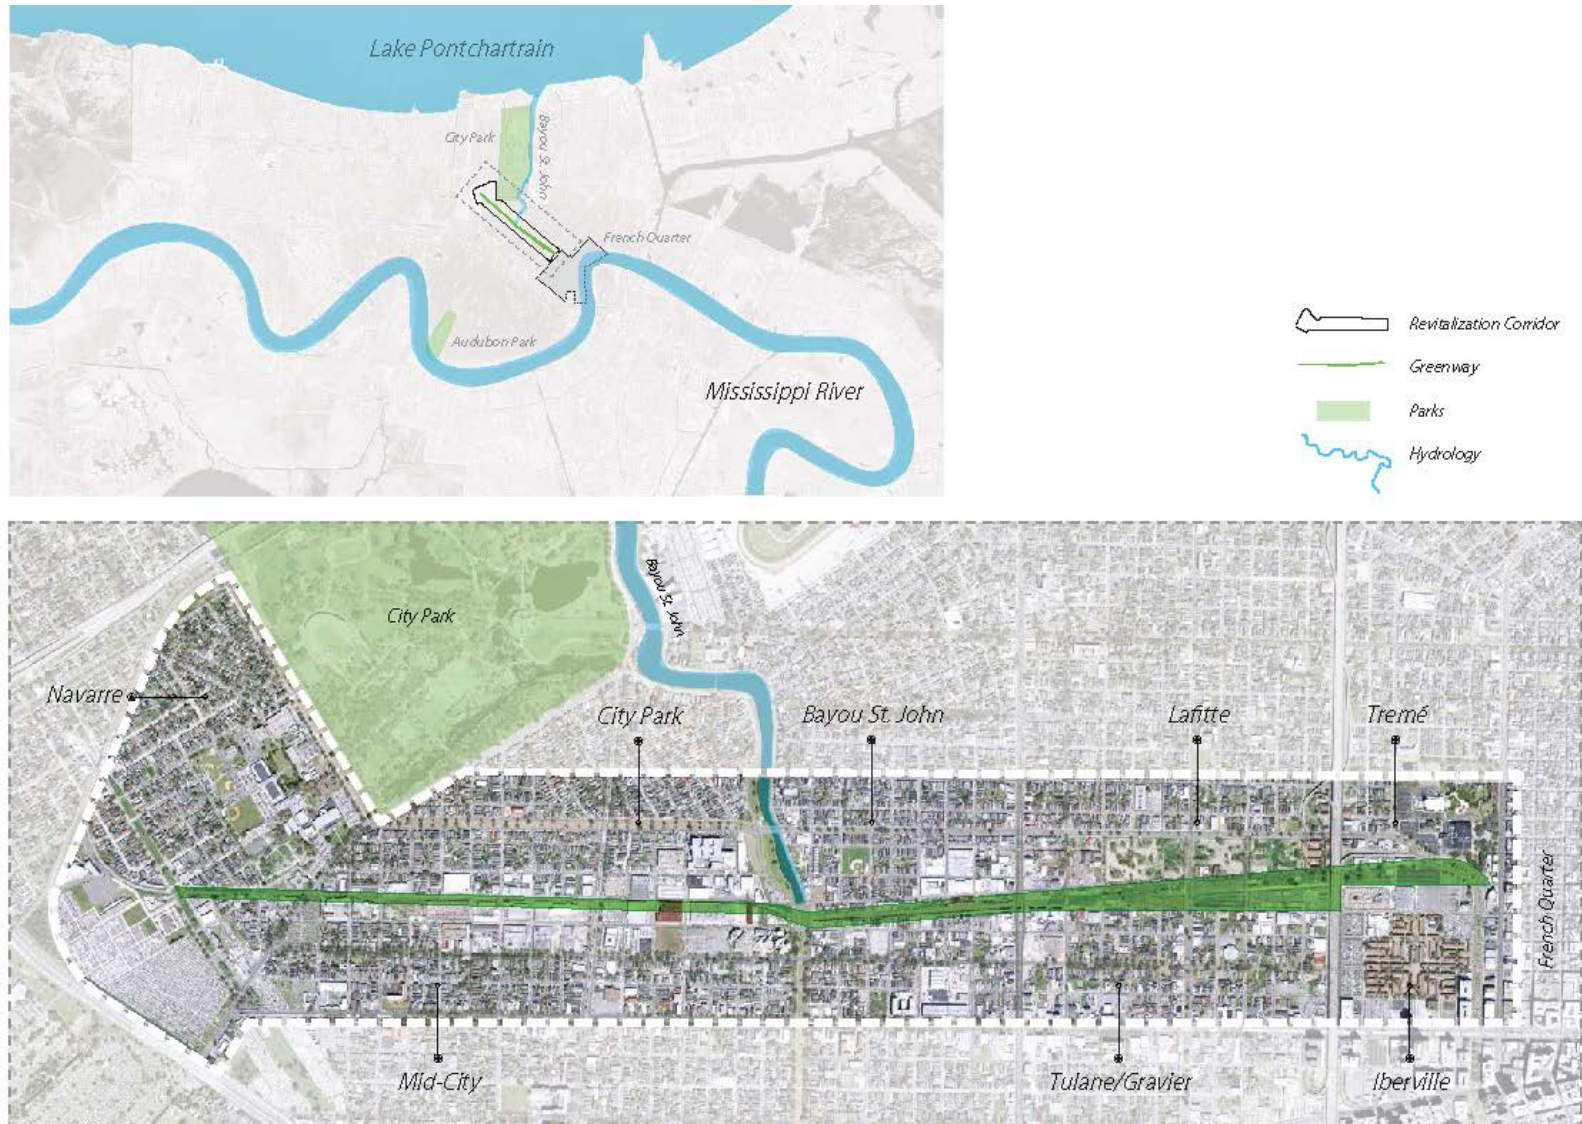 Lake Pontchartrain
City Park
Bayou St. John
French Quarter
Audubon Park
Mississippi River
Revitalization Corridor
Greenway
Parks
Hydrology
Bayou St. John
City Park
Navarre
City Park
Bayou St. John
Lafitte
Tremé
French Quarter
Mid-City
Tulane/Gravier
Iberville